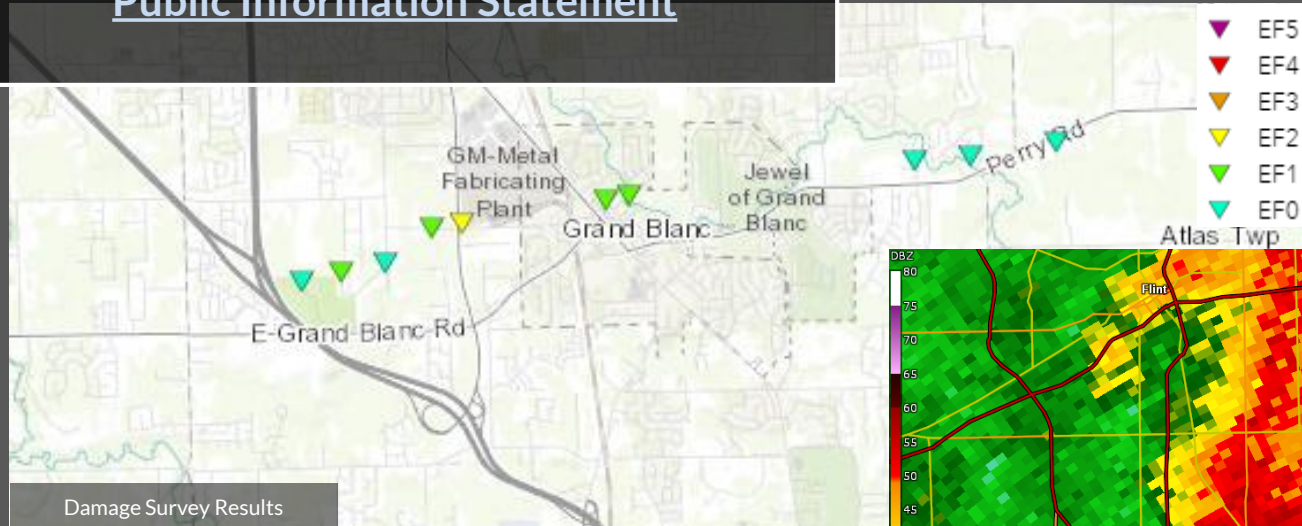 Public Information Statement
EF5
EF4
EF3
EF2
EF1
EF0
GM-Metal
Fabricating
Plant
Grand Blanc
Jewel
of Grand
Blanc
Perry Rd
Atlas Twp
E-Grand-Blanc-Rd
DBZ
80
75
70
65
60
55
50
45
Flint
Damage Survey Results